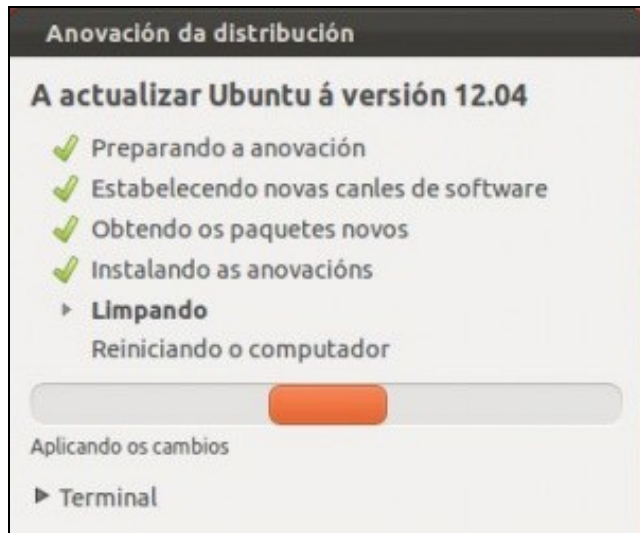 Anovación da distribución
A actualizar Ubuntu á versión 12.04
Preparando a anovación
Estabelecendo novas canles de software
Obtendo os paquetes novos
Instalando as anovacións
Limpando
Reiniciando o computador
Aplicando os cambios
Terminal